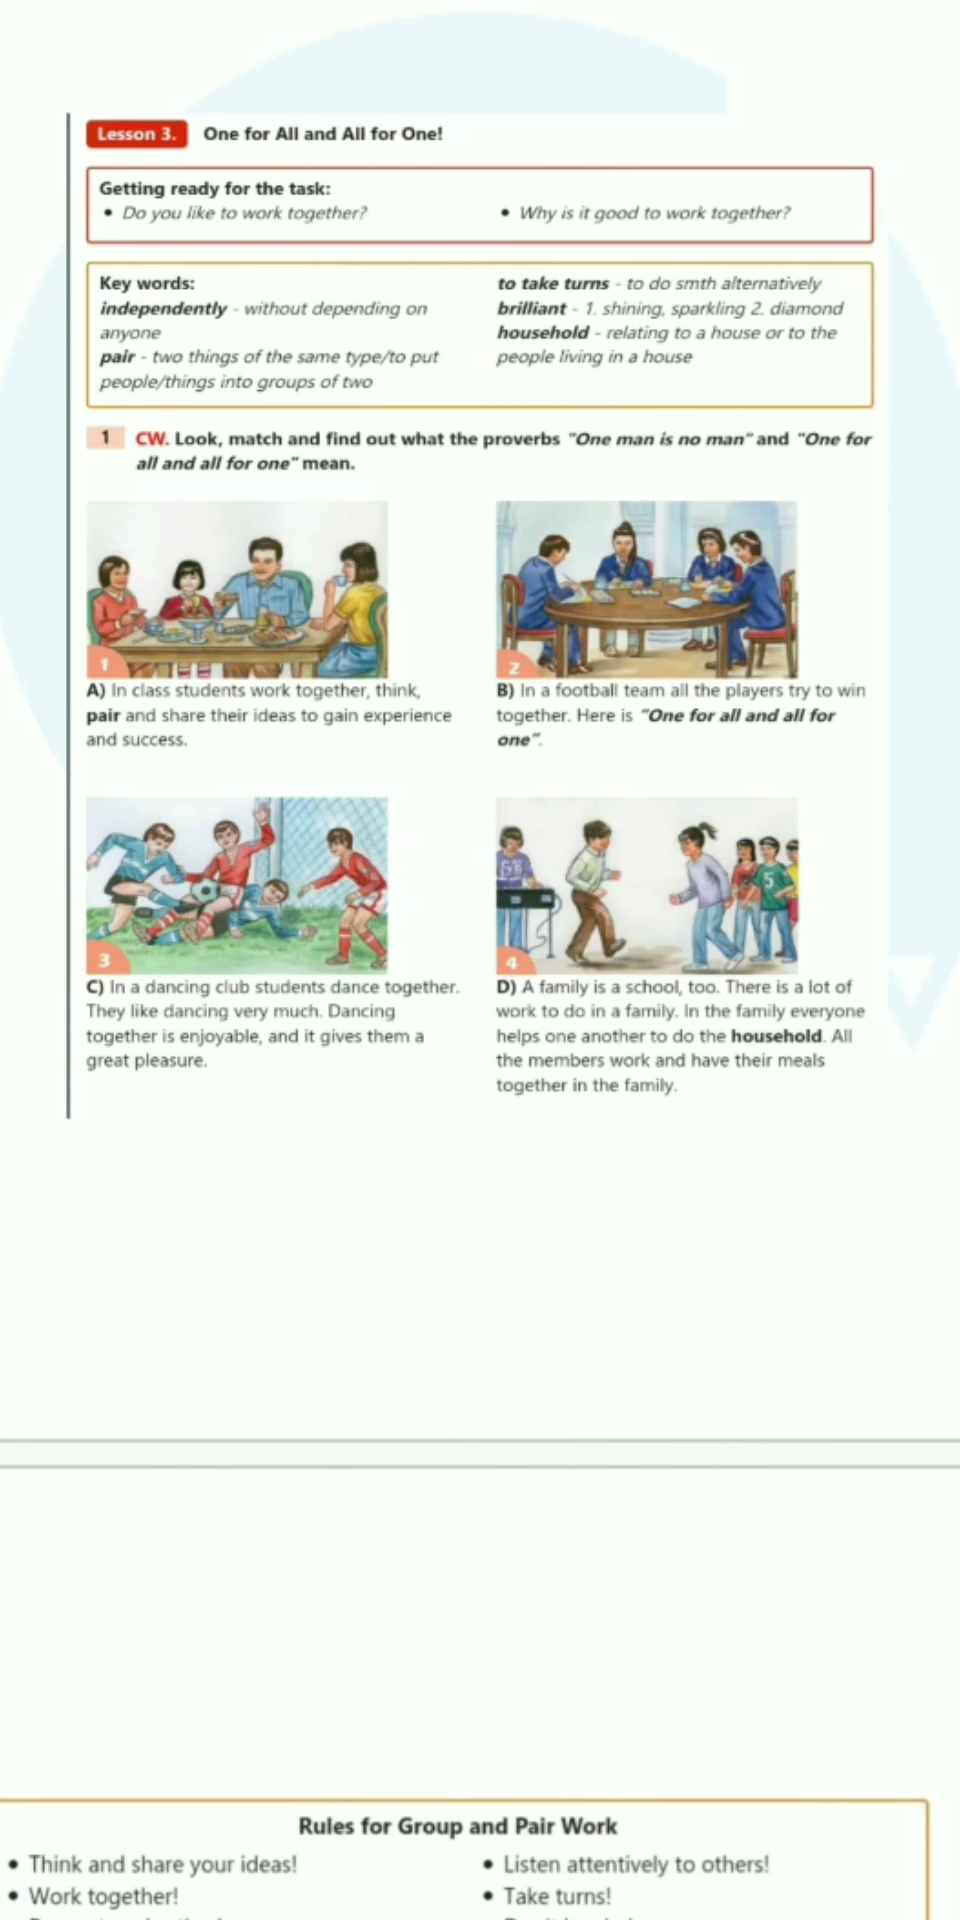 Lesson 3. One for All and All for One!
Getting ready for the task:
• Do you like to work together?
• Why is it good to work together?
Key words:
independently - without depending on
anyone
pair - two things of the same type/to put
people/things into groups of two
to take turns - to do smth alternatively
brilliant - 1. shining, sparkling 2. diamond
household - relating to a house or to the
people living in a house
1 CW. Look, match and find out what the proverbs "One man is no man" and "One for
all and all for one" mean.
1
A) In class students work together, think,
pair and share their ideas to gain experience
and success.
2
B) In a football team all the players try to win
together. Here is "One for all and all for
one".
3
C) In a dancing club students dance together.
They like dancing very much. Dancing
together is enjoyable, and it gives them a
great pleasure.
5
4
D) A family is a school, too. There is a lot of
work to do in a family. In the family everyone
helps one another to do the household. All
the members work and have their meals
together in the family.
Rules for Group and Pair Work
• Think and share your ideas!
• Work together!
• Listen attentively to others!
• Take turns!